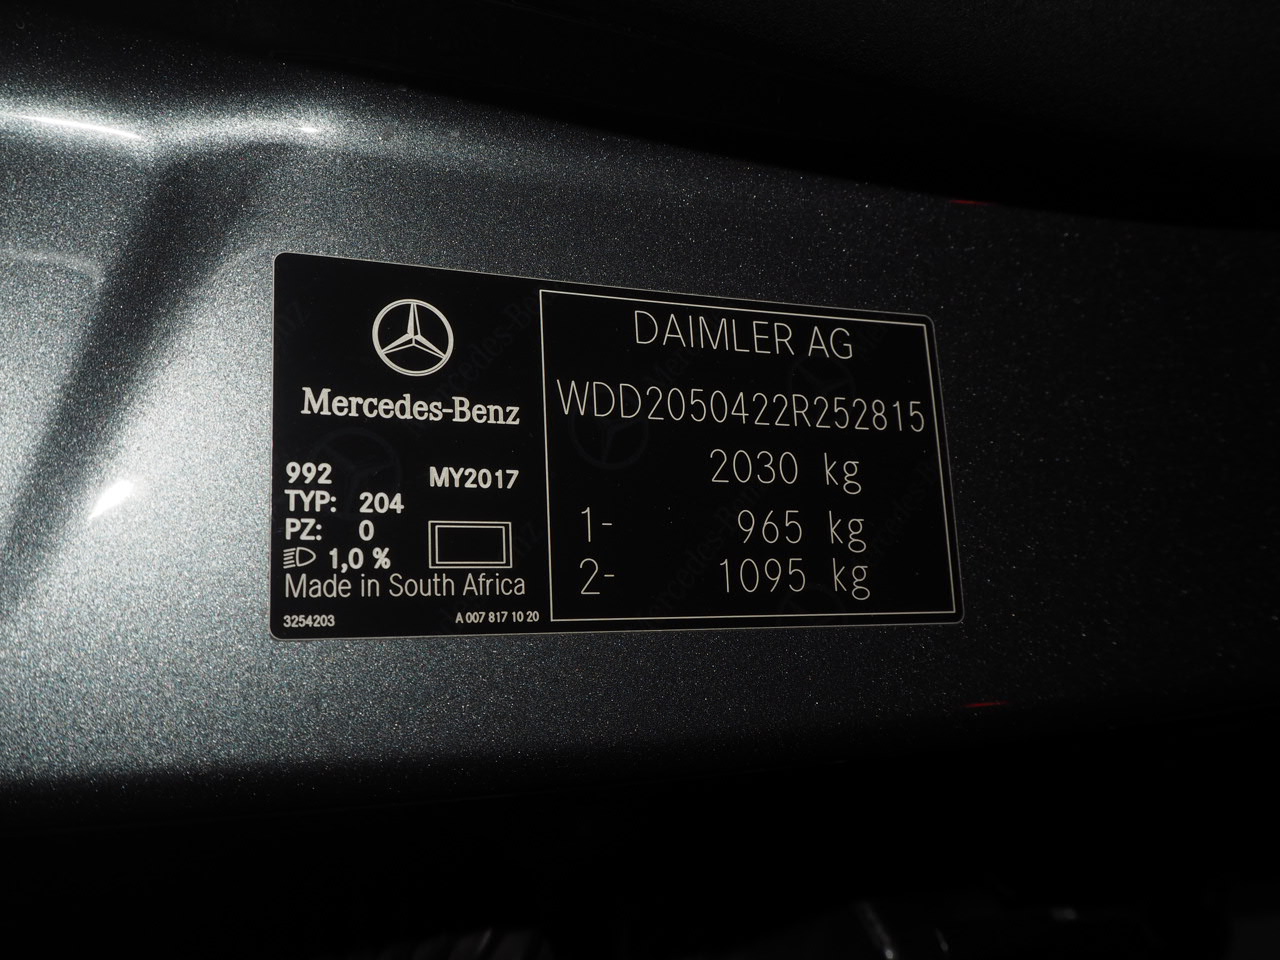 Mercedes-Benz
992 MY2017
TYP: 204
PZ: 0
1,0 %
Made in South Africa
3254203 A 007 817 10 20
DAIMLER AG
WDD2050422R252815
2030 kg
1- 965 kg
2- 1095 kg